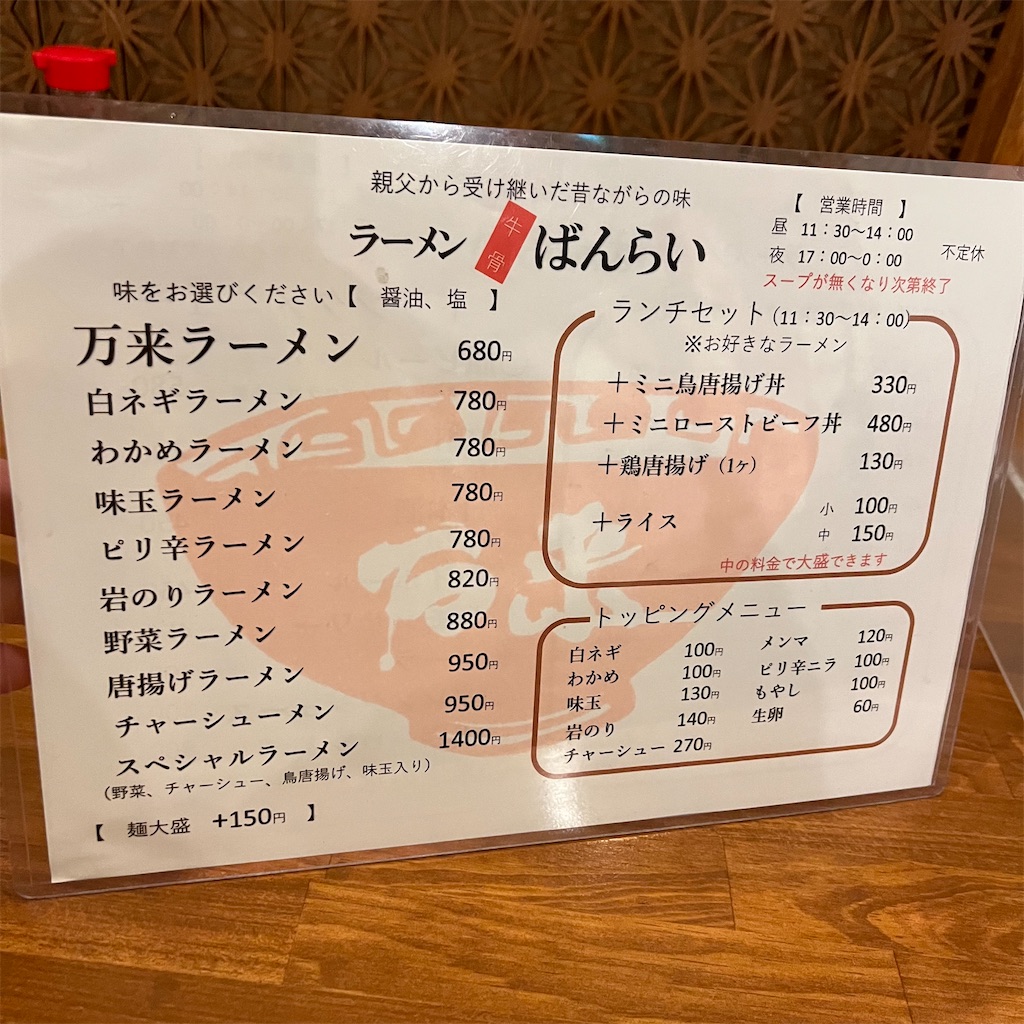 親父から受け継いだ昔ながらの味
ラーメン 牛骨 ばんらい
【 営業時間 】
昼 11:30～14:00
夜 17:00～0:00 不定休
スープが無くなり次第終了
味をお選びください【 醤油、塩 】
万来ラーメン 680円
白ネギラーメン 780円
わかめラーメン 780円
味玉ラーメン 780円
ピリ辛ラーメン 780円
岩のりラーメン 820円
野菜ラーメン 880円
唐揚げラーメン 950円
チャーシューメン 950円
スペシャルラーメン 1400円
(野菜、チャーシュー、鳥唐揚げ、味玉入り)
【 麺大盛 +150円 】
ランチセット(11:30～14:00)
※お好きなラーメン
＋ミニ鳥唐揚げ丼 330円
＋ミニローストビーフ丼 480円
＋鶏唐揚げ(1ヶ) 130円
＋ライス 小 100円
中 150円
中の料金で大盛できます
トッピングメニュー
白ネギ 100円 メンマ 120円
わかめ 100円 ピリ辛ニラ 100円
味玉 130円 もやし 100円
岩のり 140円 生卵 60円
チャーシュー 270円
万来